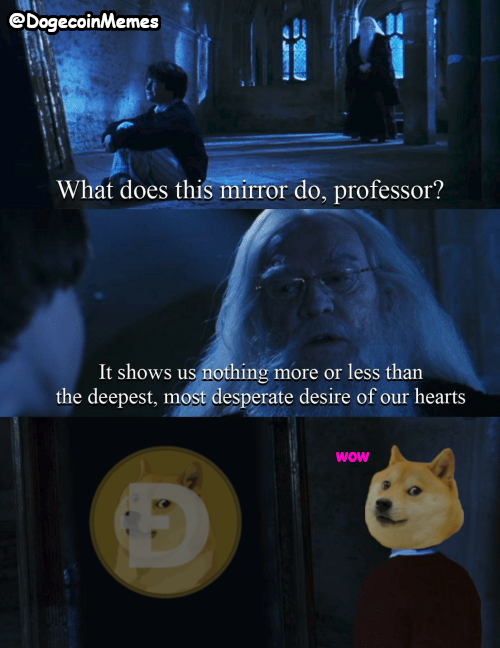 @DogecoinMemes
What does this mirror do, professor?
It shows us nothing more or less than
the deepest, most desperate desire of our hearts
wow
Ð